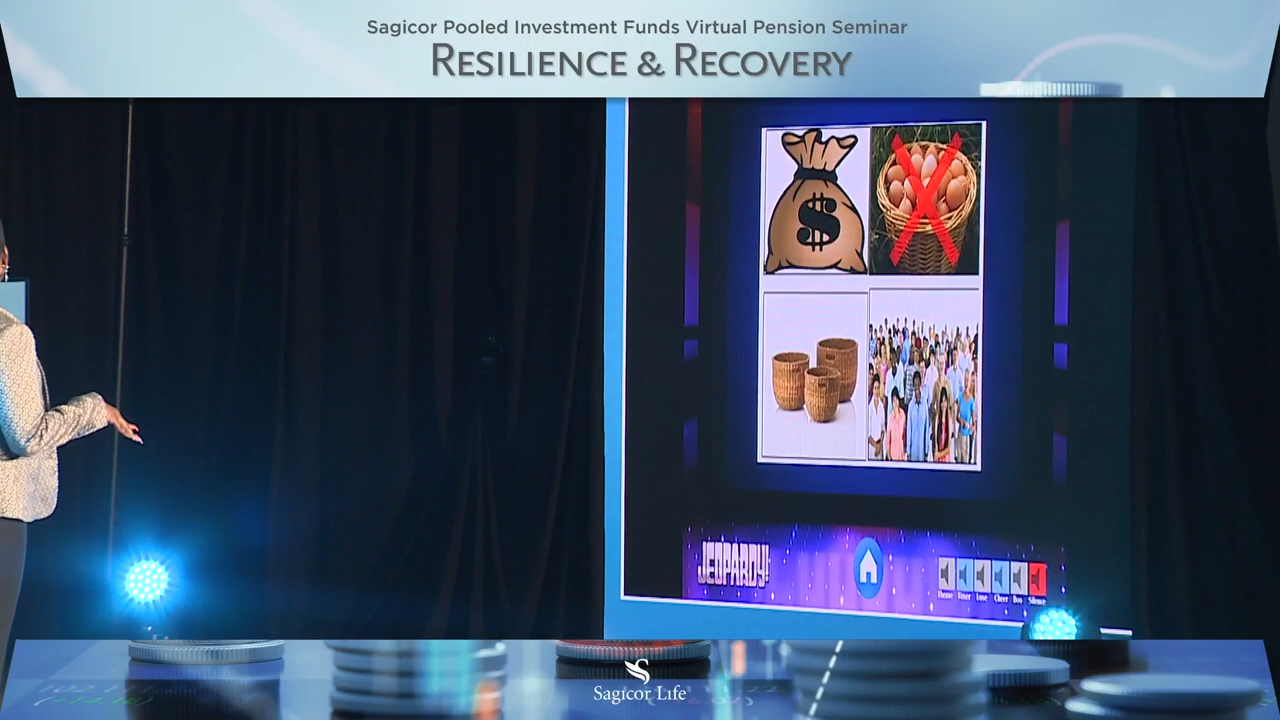 Sagicor Pooled Investment Funds Virtual Pension Seminar
RESILIENCE & RECOVERY
$
JEOPARDY!
Theme Timer Lose Cheer Boo Silence
Sagicor Life